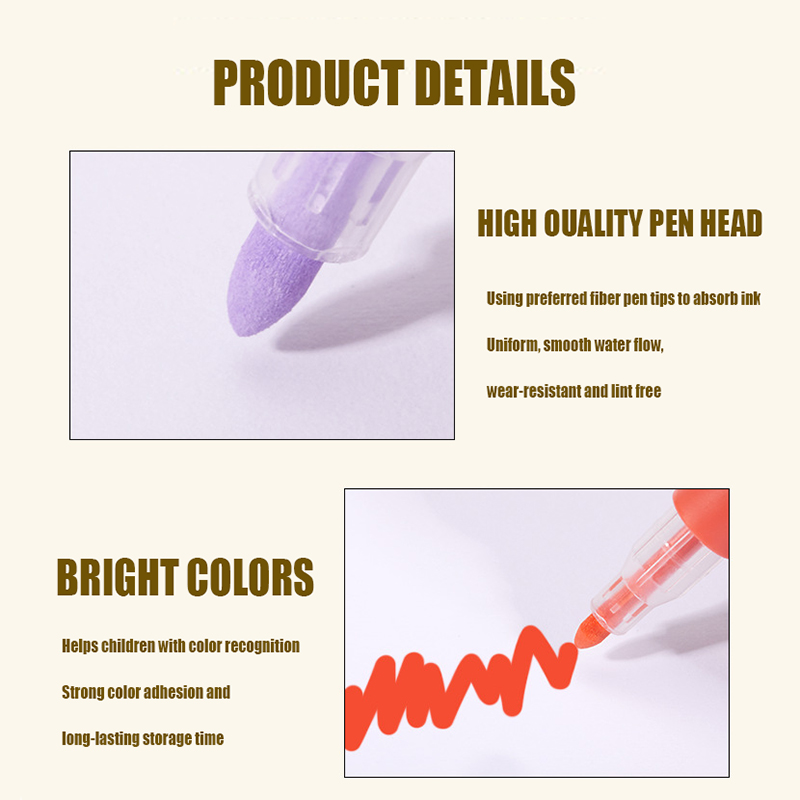 PRODUCT DETAILS
HIGH QUALITY PEN HEAD
Using preferred fiber pen tips to absorb ink
Uniform, smooth water flow,
wear-resistant and lint free
BRIGHT COLORS
Helps children with color recognition
Strong color adhesion and
long-lasting storage time